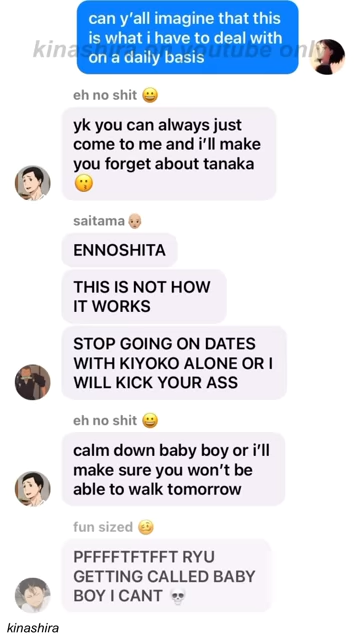 can y'all imagine that this
is what i have to deal with
on a daily basis
kinashira on youtube only
eh no shit 😀
yk you can always just
come to me and i'll make
you forget about tanaka
😗
saitama 👨🏼‍🦲
ENNOSHITA
THIS IS NOT HOW
IT WORKS
STOP GOING ON DATES
WITH KIYOKO ALONE OR I
WILL KICK YOUR ASS
eh no shit 😀
calm down baby boy or i'll
make sure you won't be
able to walk tomorrow
fun sized 🥴
PFFFFTFTFFT RYU
GETTING CALLED BABY
BOY I CANT 💀
kinashira